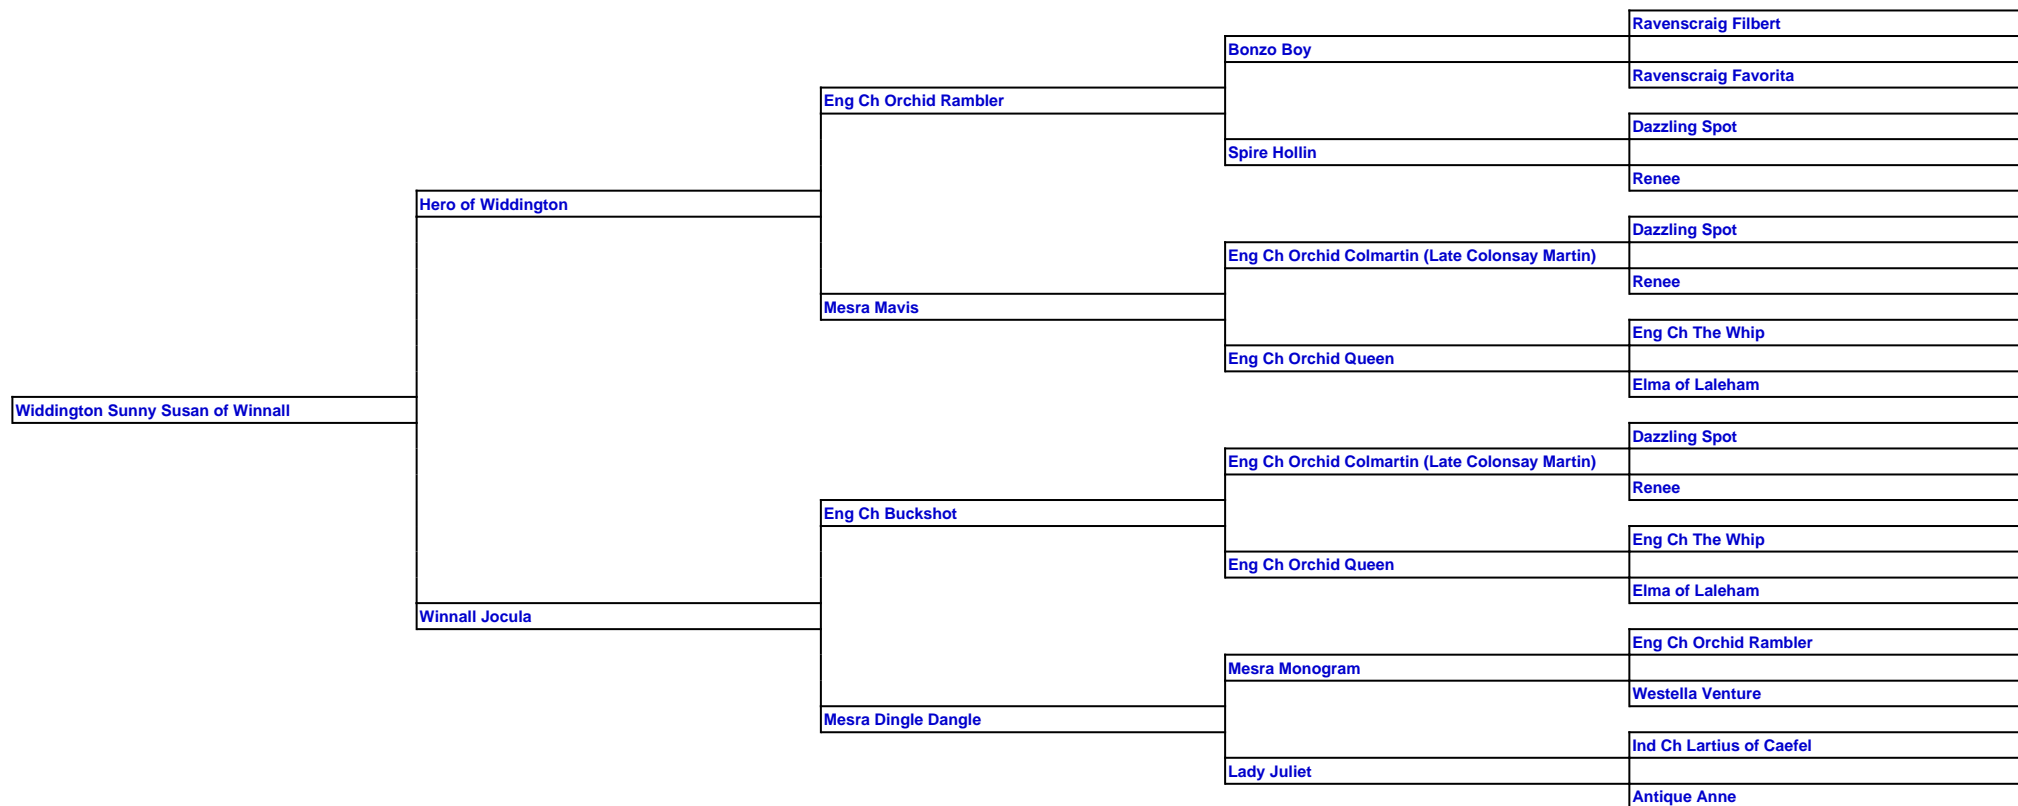 Ravenscraig Filbert
Bonzo Boy
Ravenscraig Favorita
Eng Ch Orchid Rambler
Dazzling Spot
Spire Hollin
Renee
Hero of Widdington
Dazzling Spot
Eng Ch Orchid Colmartin (Late Colonsay Martin)
Renee
Mesra Mavis
Eng Ch The Whip
Eng Ch Orchid Queen
Elma of Laleham
Widdington Sunny Susan of Winnall
Dazzling Spot
Eng Ch Orchid Colmartin (Late Colonsay Martin)
Renee
Eng Ch Buckshot
Eng Ch The Whip
Eng Ch Orchid Queen
Elma of Laleham
Winnall Jocula
Eng Ch Orchid Rambler
Mesra Monogram
Westella Venture
Mesra Dingle Dangle
Ind Ch Lartius of Caefel
Lady Juliet
Antique Anne